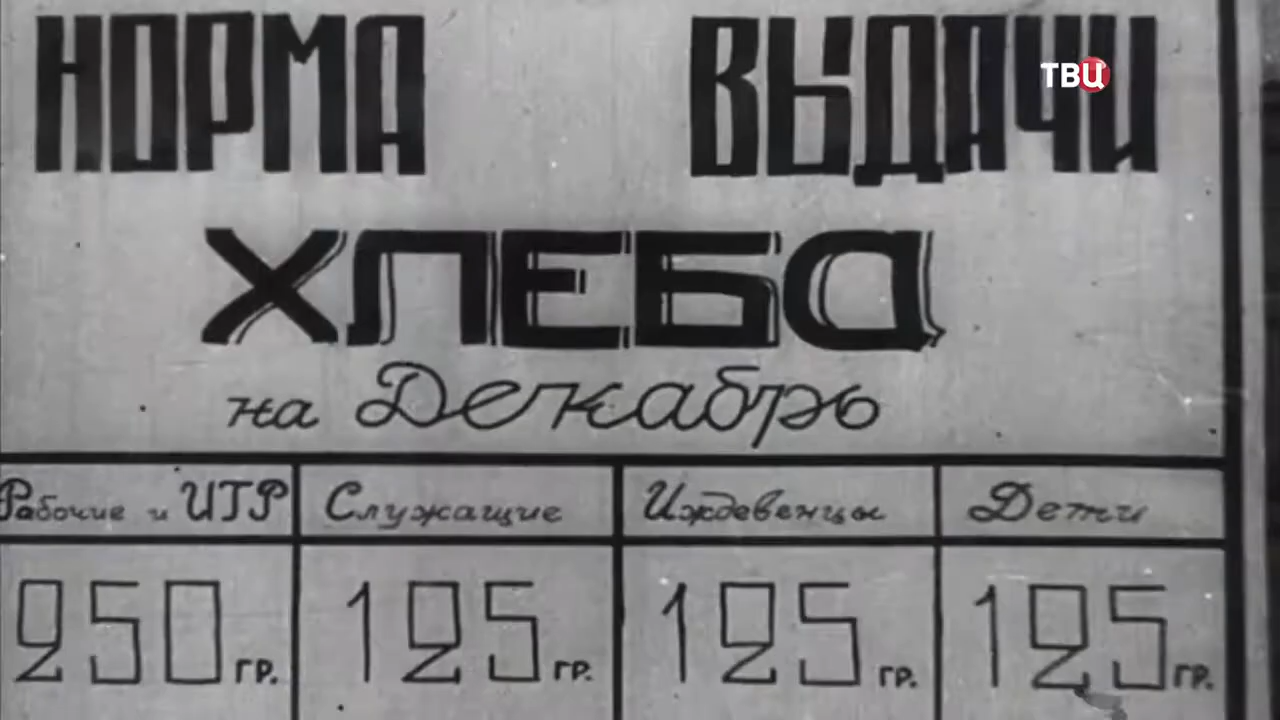 НОРМА ВЫДАЧИ
ТВЦ
ХЛЕБА
на Декабрь
Рабочие и ИТР Служащие Иждевенцы Дети
250 гр. 125 гр. 125 гр. 125 гр.